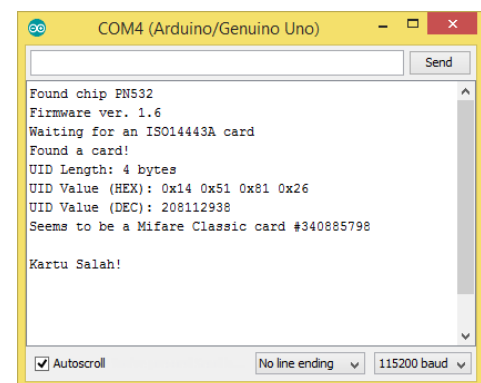 COM4 (Arduino/Genuino Uno)
Send
Found chip PN532
Firmware ver. 1.6
Waiting for an ISO14443A card
Found a card!
UID Length: 4 bytes
UID Value (HEX): 0x14 0x51 0x81 0x26
UID Value (DEC): 208112938
Seems to be a Mifare Classic card #340885798
Kartu Salah!
Autoscroll
No line ending
115200 baud